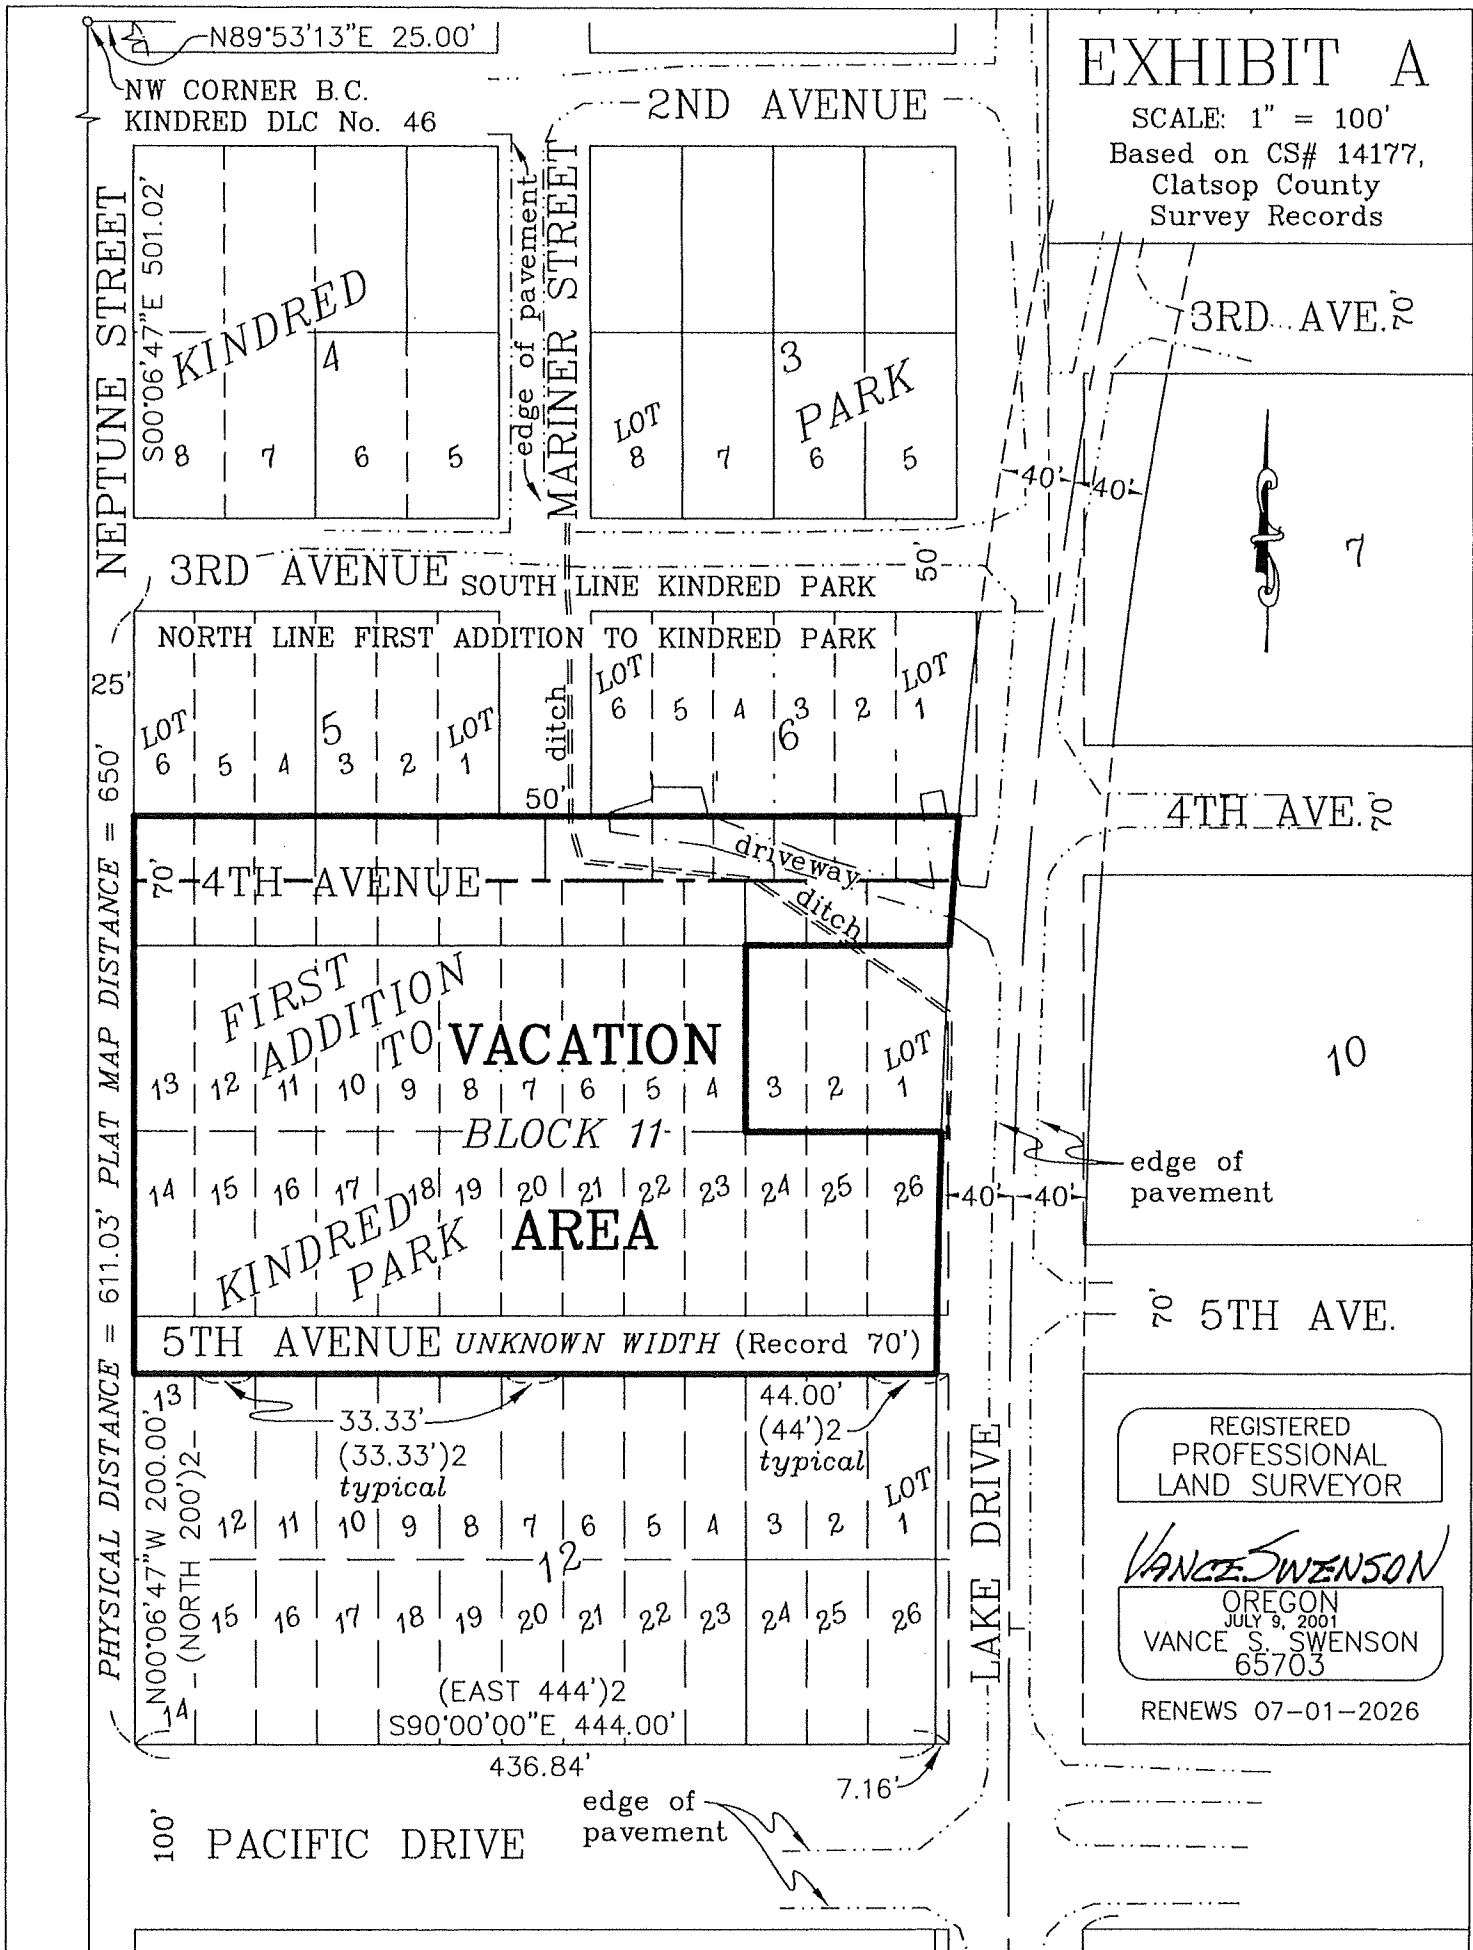 N89°53'13"E 25.00'
NW CORNER B.C.
KINDRED DLC No. 46
2ND AVENUE
EXHIBIT A
SCALE: 1" = 100'
Based on CS# 14177,
Clatsop County
Survey Records
NEPTUNE STREET
S00°06'47"E 501.02'
KINDRED
4
8 7 6 5
edge of pavement
MARINER STREET
3
PARK
LOT
8 7 6 5
3RD AVE. 70'
40' 40'
7
3RD AVENUE
50'
SOUTH LINE KINDRED PARK
NORTH LINE FIRST ADDITION TO KINDRED PARK
25'
LOT
6 5 4 3 2 1
LOT
5
ditch
LOT
6 5 4 3 2 1
LOT
6
50'
4TH AVE. 70'
70'
4TH AVENUE
driveway
ditch
FIRST
ADDITION
TO
VACATION
LOT
13 12 11 10 9 8 7 6 5 4 3 2 1
BLOCK 11
14 15 16 17 18 19 20 21 22 23 24 25 26
KINDRED
PARK
AREA
10
edge of
pavement
40' 40'
5TH AVENUE UNKNOWN WIDTH (Record 70')
70' 5TH AVE.
PHYSICAL DISTANCE = 611.03' PLAT MAP DISTANCE = 650'
33.33'
(33.33')2
typical
44.00'
(44')2
typical
N00°06'47"W 200.00'
(NORTH 200')2
LOT
13 12 11 10 9 8 7 6 5 4 3 2 1
12
14 15 16 17 18 19 20 21 22 23 24 25 26
(EAST 444')2
S90°00'00"E 444.00'
436.84'
7.16'
LAKE DRIVE
REGISTERED
PROFESSIONAL
LAND SURVEYOR
VANCE SWENSON
OREGON
JULY 9, 2001
VANCE S. SWENSON
65703
RENEWS 07-01-2026
edge of
pavement
100'
PACIFIC DRIVE